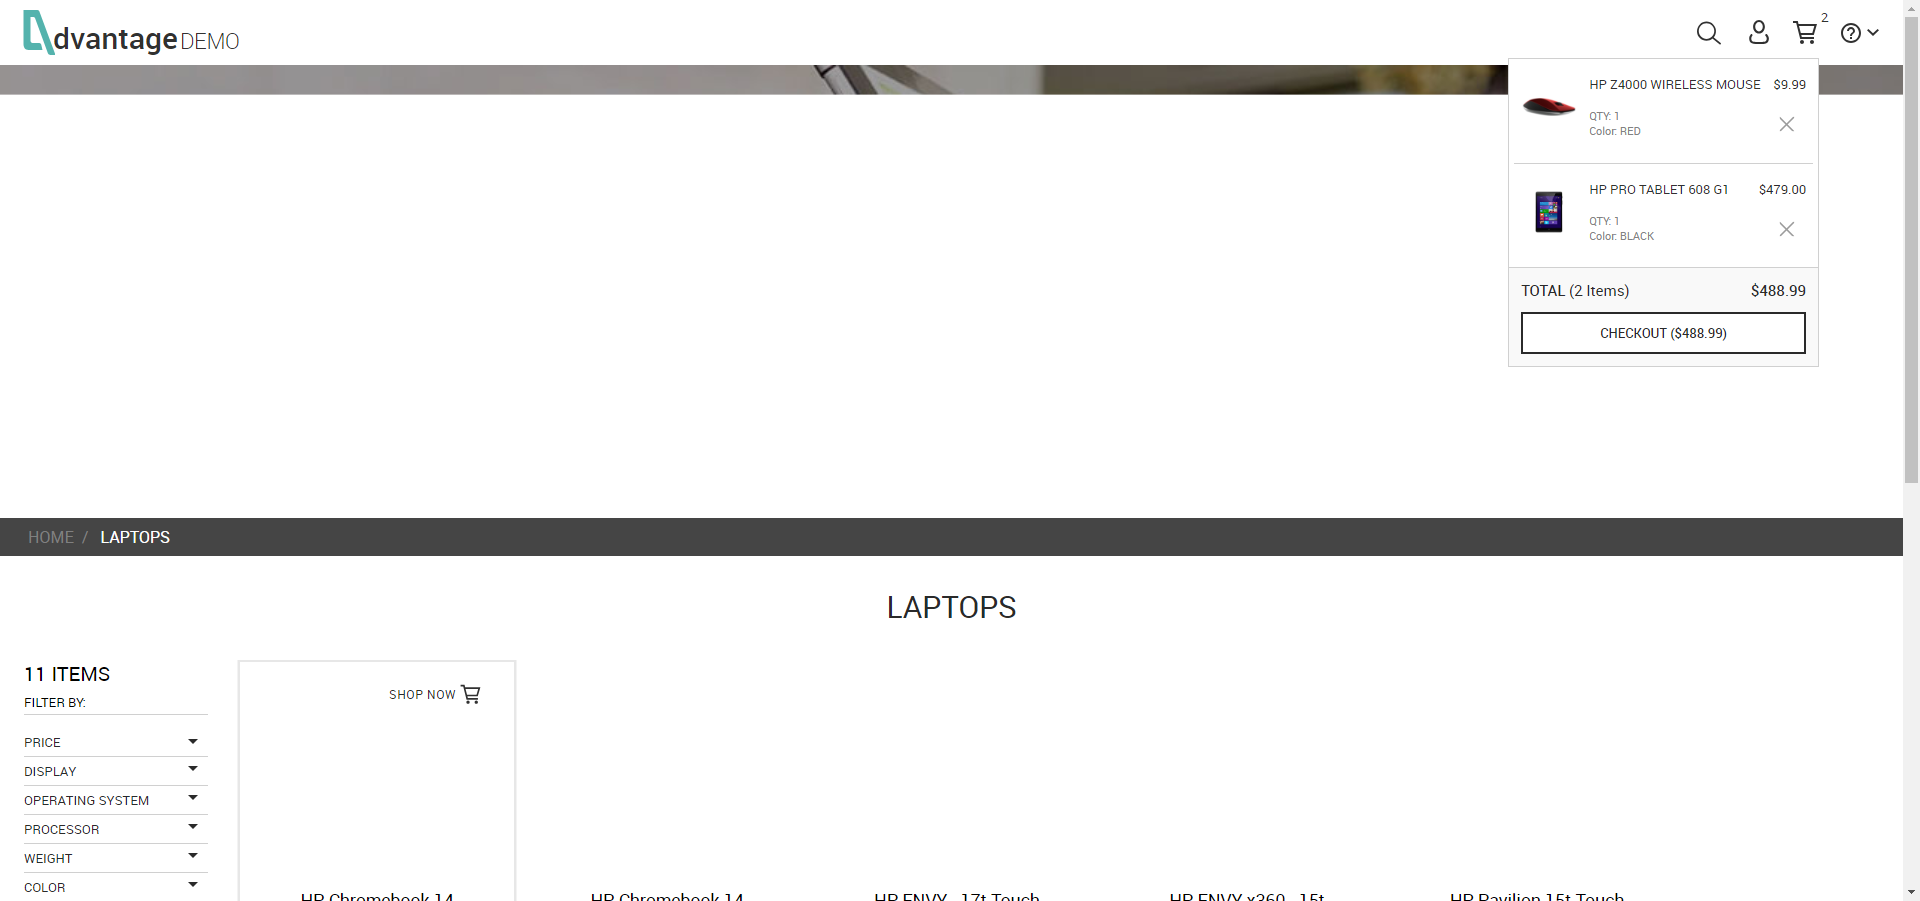 dvantage DEMO
2
HP Z4000 WIRELESS MOUSE $9.99
QTY: 1
Color: RED
HP PRO TABLET 608 G1 $479.00
QTY: 1
Color: BLACK
TOTAL (2 Items) $488.99
CHECKOUT ($488.99)
HOME / LAPTOPS
LAPTOPS
11 ITEMS
FILTER BY:
SHOP NOW
PRICE
DISPLAY
OPERATING SYSTEM
PROCESSOR
WEIGHT
COLOR
HP Chromebook 14 HP Chromebook 14 HP ENVY - 17t Touch HP ENVY x360 - 15t HP Pavilion 15t Touch